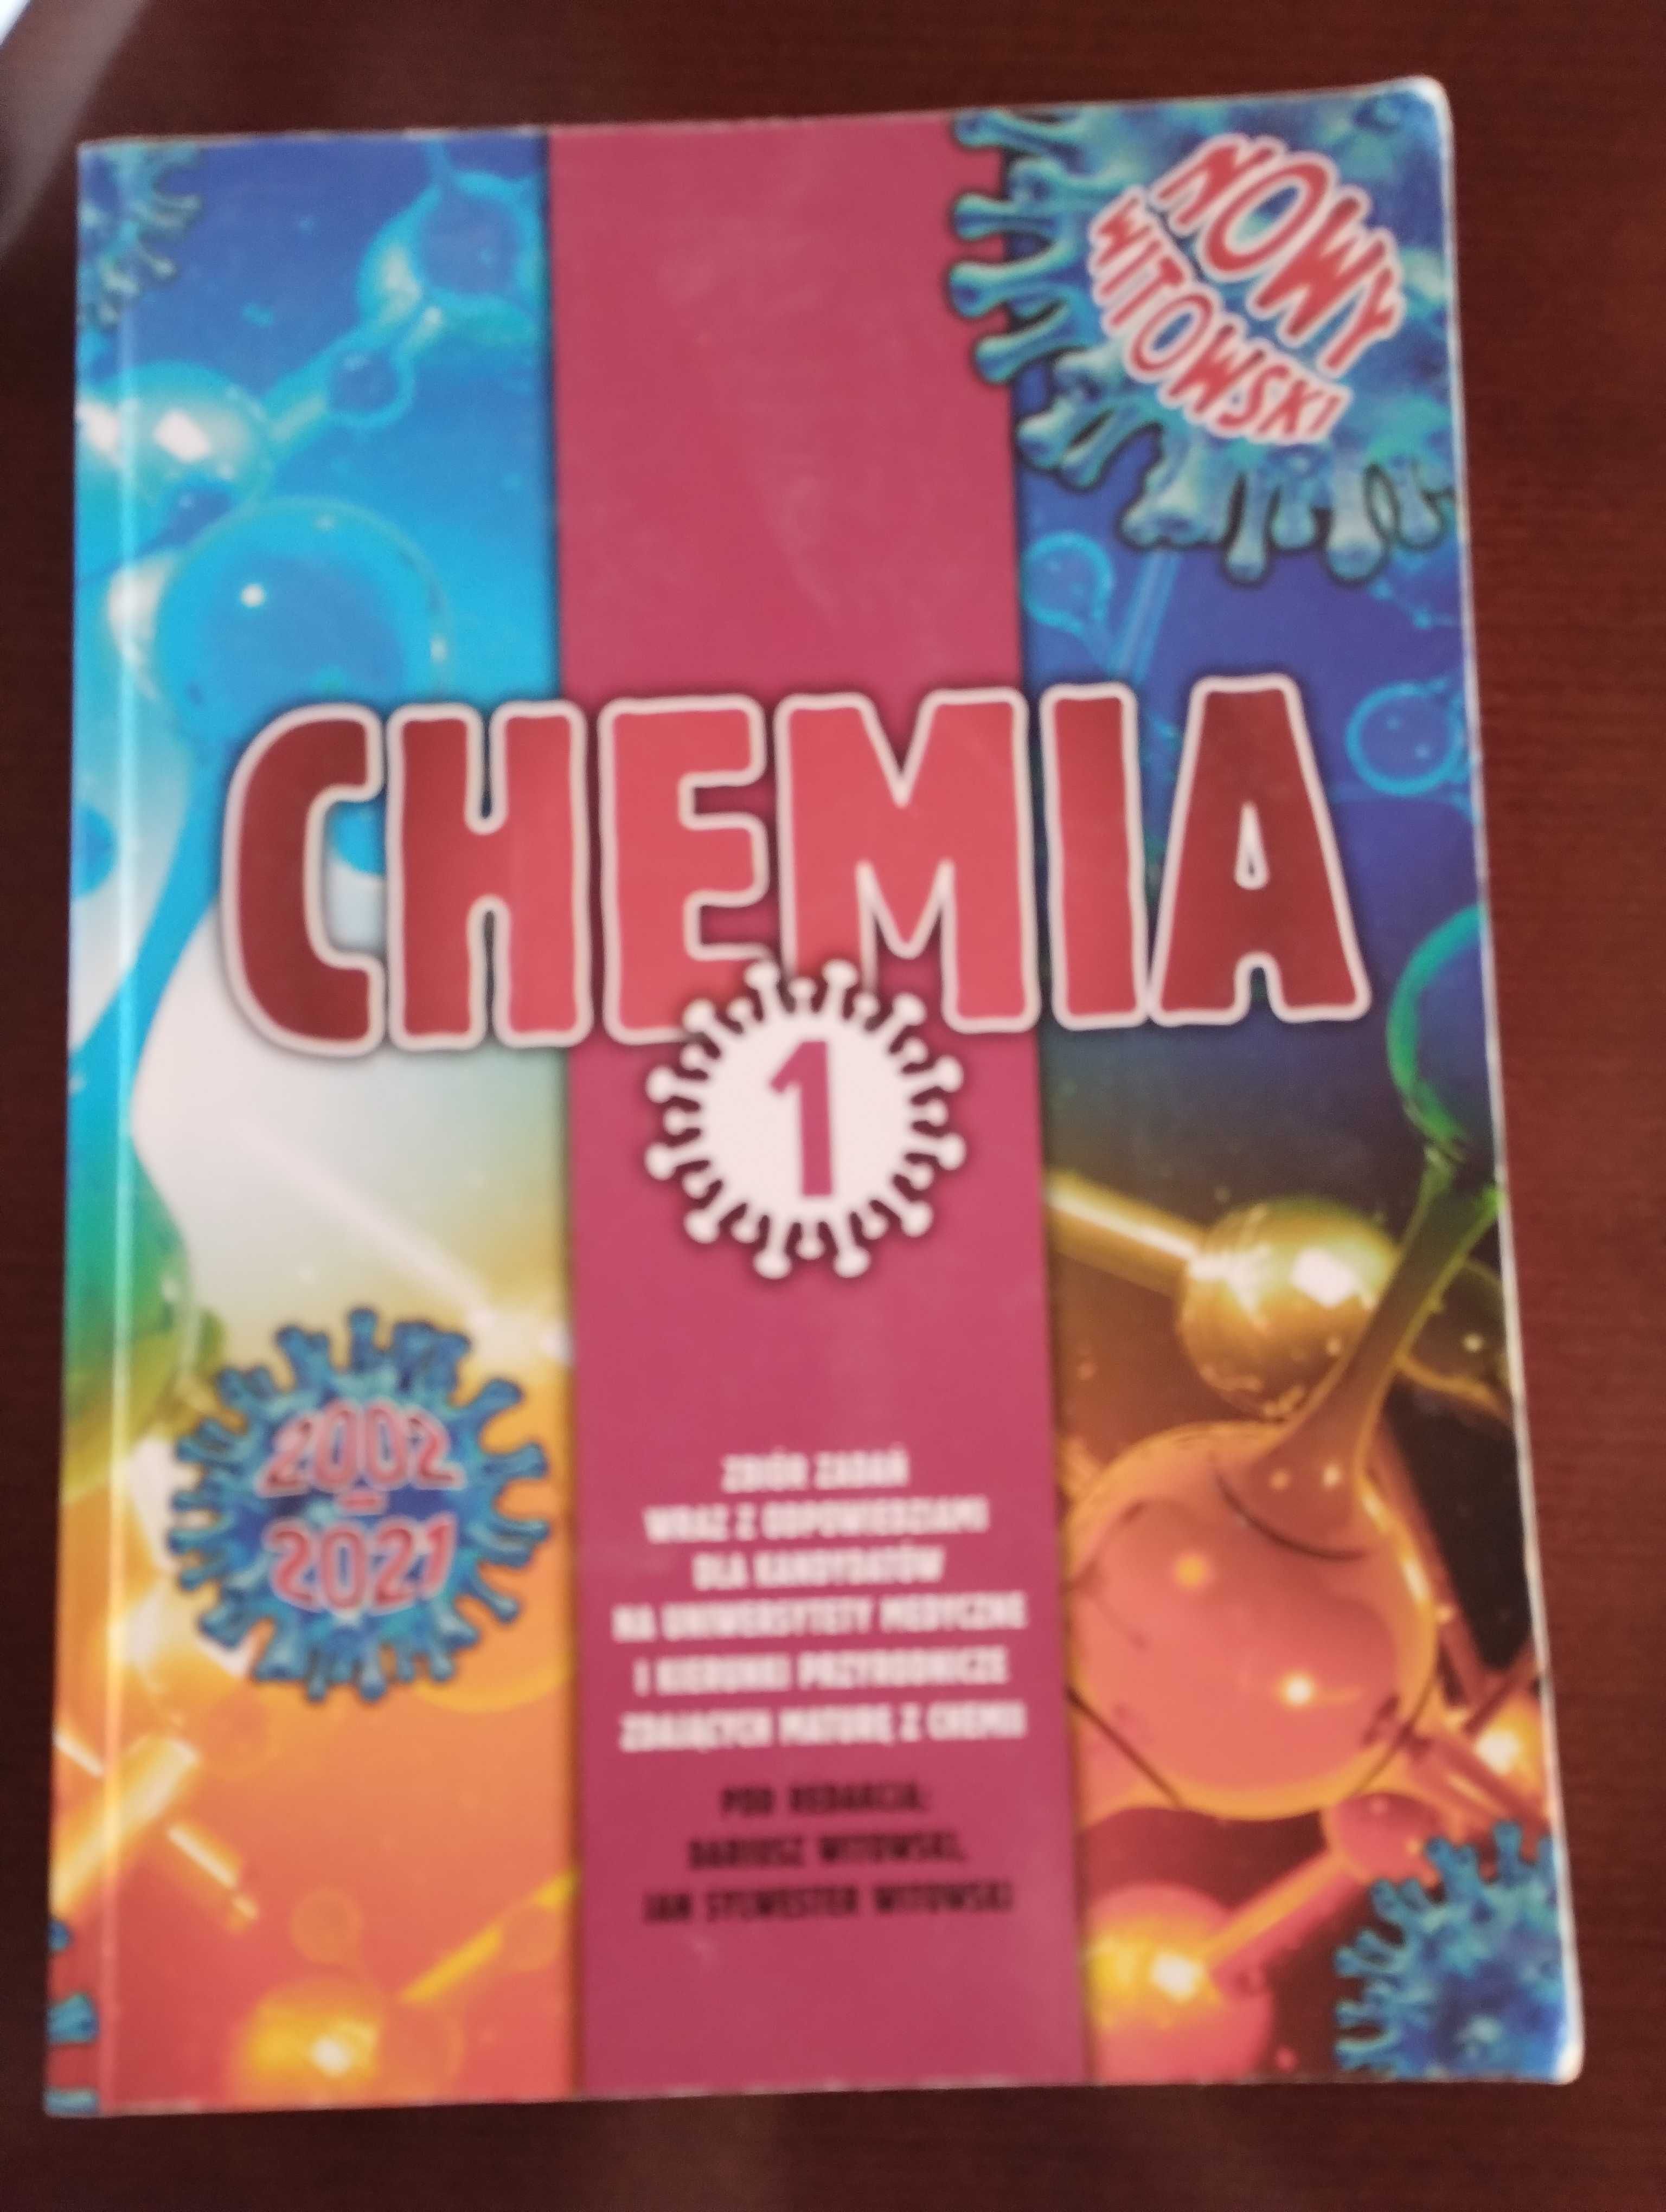 NOWY
WITOWSKI
CHEMIA
1
2002
–
2021
ZBIÓR ZADAŃ
WRAZ Z ODPOWIEDZIAMI
DLA KANDYDATÓW
NA UNIWERSYTETY MEDYCZNE
I KIERUNKI PRZYRODNICZE
ZDAJĄCYCH MATURĘ Z CHEMII
POD REDAKCJĄ:
DARIUSZ WITOWSKI,
JAN SYLWESTER WITOWSKI